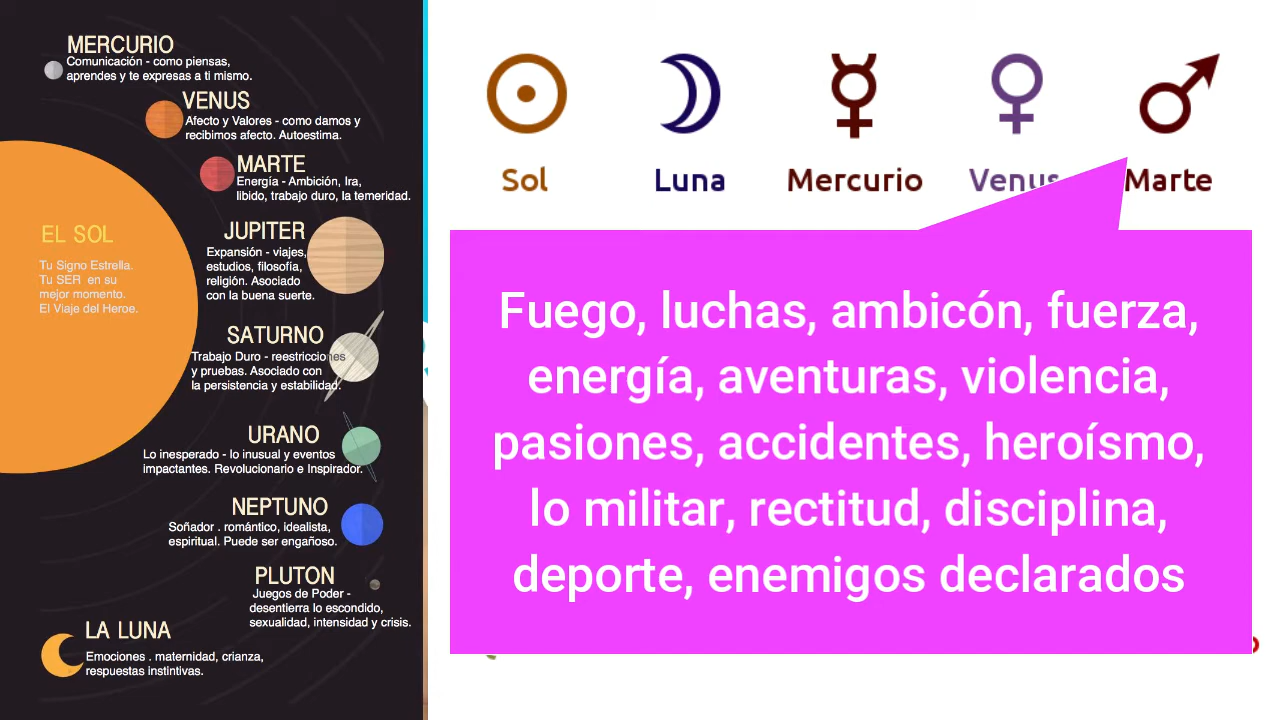 MERCURIO
Comunicación - como piensas,
aprendes y te expresas a ti mismo.
VENUS
Afecto y Valores - como damos y
recibimos afecto. Autoestima.
MARTE
Energía - Ambición, Ira,
libido, trabajo duro, la temeridad.
EL SOL
Tu Signo Estrella.
Tu SER en su
mejor momento.
El Viaje del Heroe.
JUPITER
Expansión - viajes,
estudios, filosofía,
religión. Asociado
con la buena suerte.
SATURNO
Trabajo Duro - reestricciones
y pruebas. Asociado con
la persistencia y estabilidad.
URANO
Lo inesperado - lo inusual y eventos
impactantes. Revolucionario e Inspirador.
NEPTUNO
Soñador . romántico, idealista,
espiritual. Puede ser engañoso.
PLUTON
Juegos de Poder -
desentierra lo escondido,
sexualidad, intensidad y crisis.
LA LUNA
Emociones . maternidad, crianza,
respuestas instintivas.
Sol Luna Mercurio Venus Marte
Fuego, luchas, ambicón, fuerza,
energía, aventuras, violencia,
pasiones, accidentes, heroísmo,
lo militar, rectitud, disciplina,
deporte, enemigos declarados